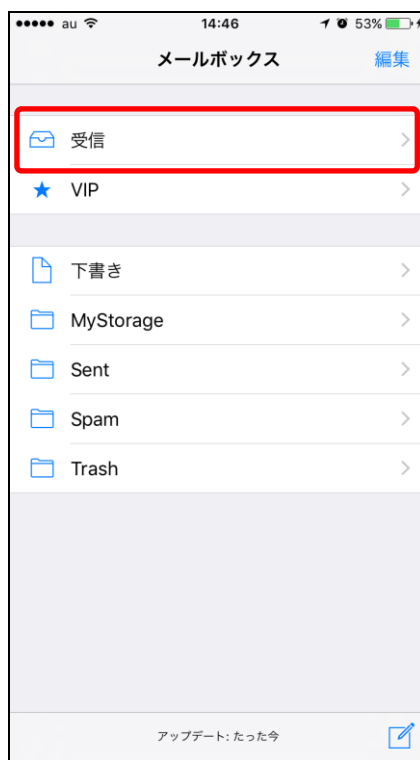 au 14:46 53%
メールボックス 編集
受信
VIP
下書き
MyStorage
Sent
Spam
Trash
アップデート: たった今